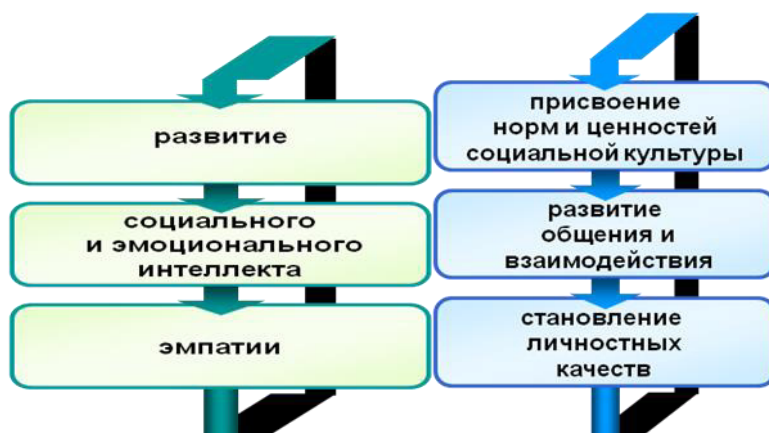 развитие
социального
и эмоционального
интеллекта
эмпатии
присвоение
норм и ценностей
социальной культуры
развитие
общения и
взаимодействия
становление
личностных
качеств